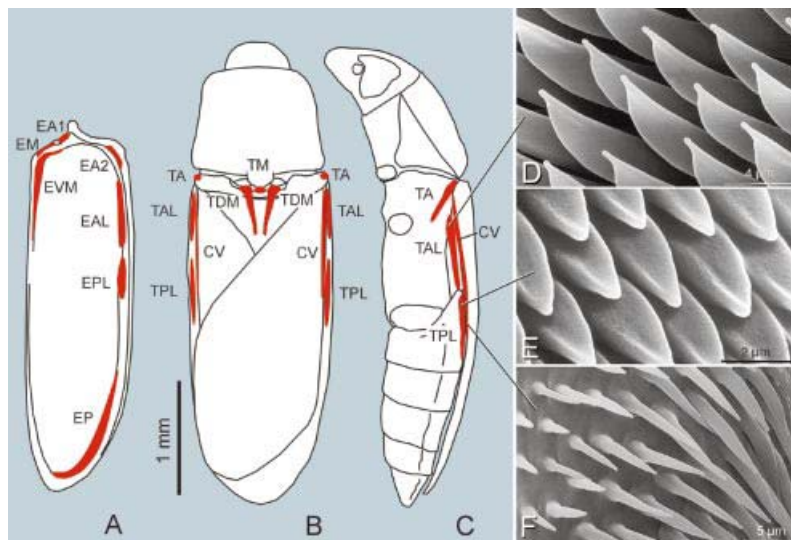 EA1
EM
EA2
EVM
EAL
EPL
EP
A
TM
TA
TA
TDM
TDM
TAL
TAL
CV
CV
TPL
TPL
1 mm
B
TA
TAL
CV
TPL
C
D
E
2 µm
F
5 µm